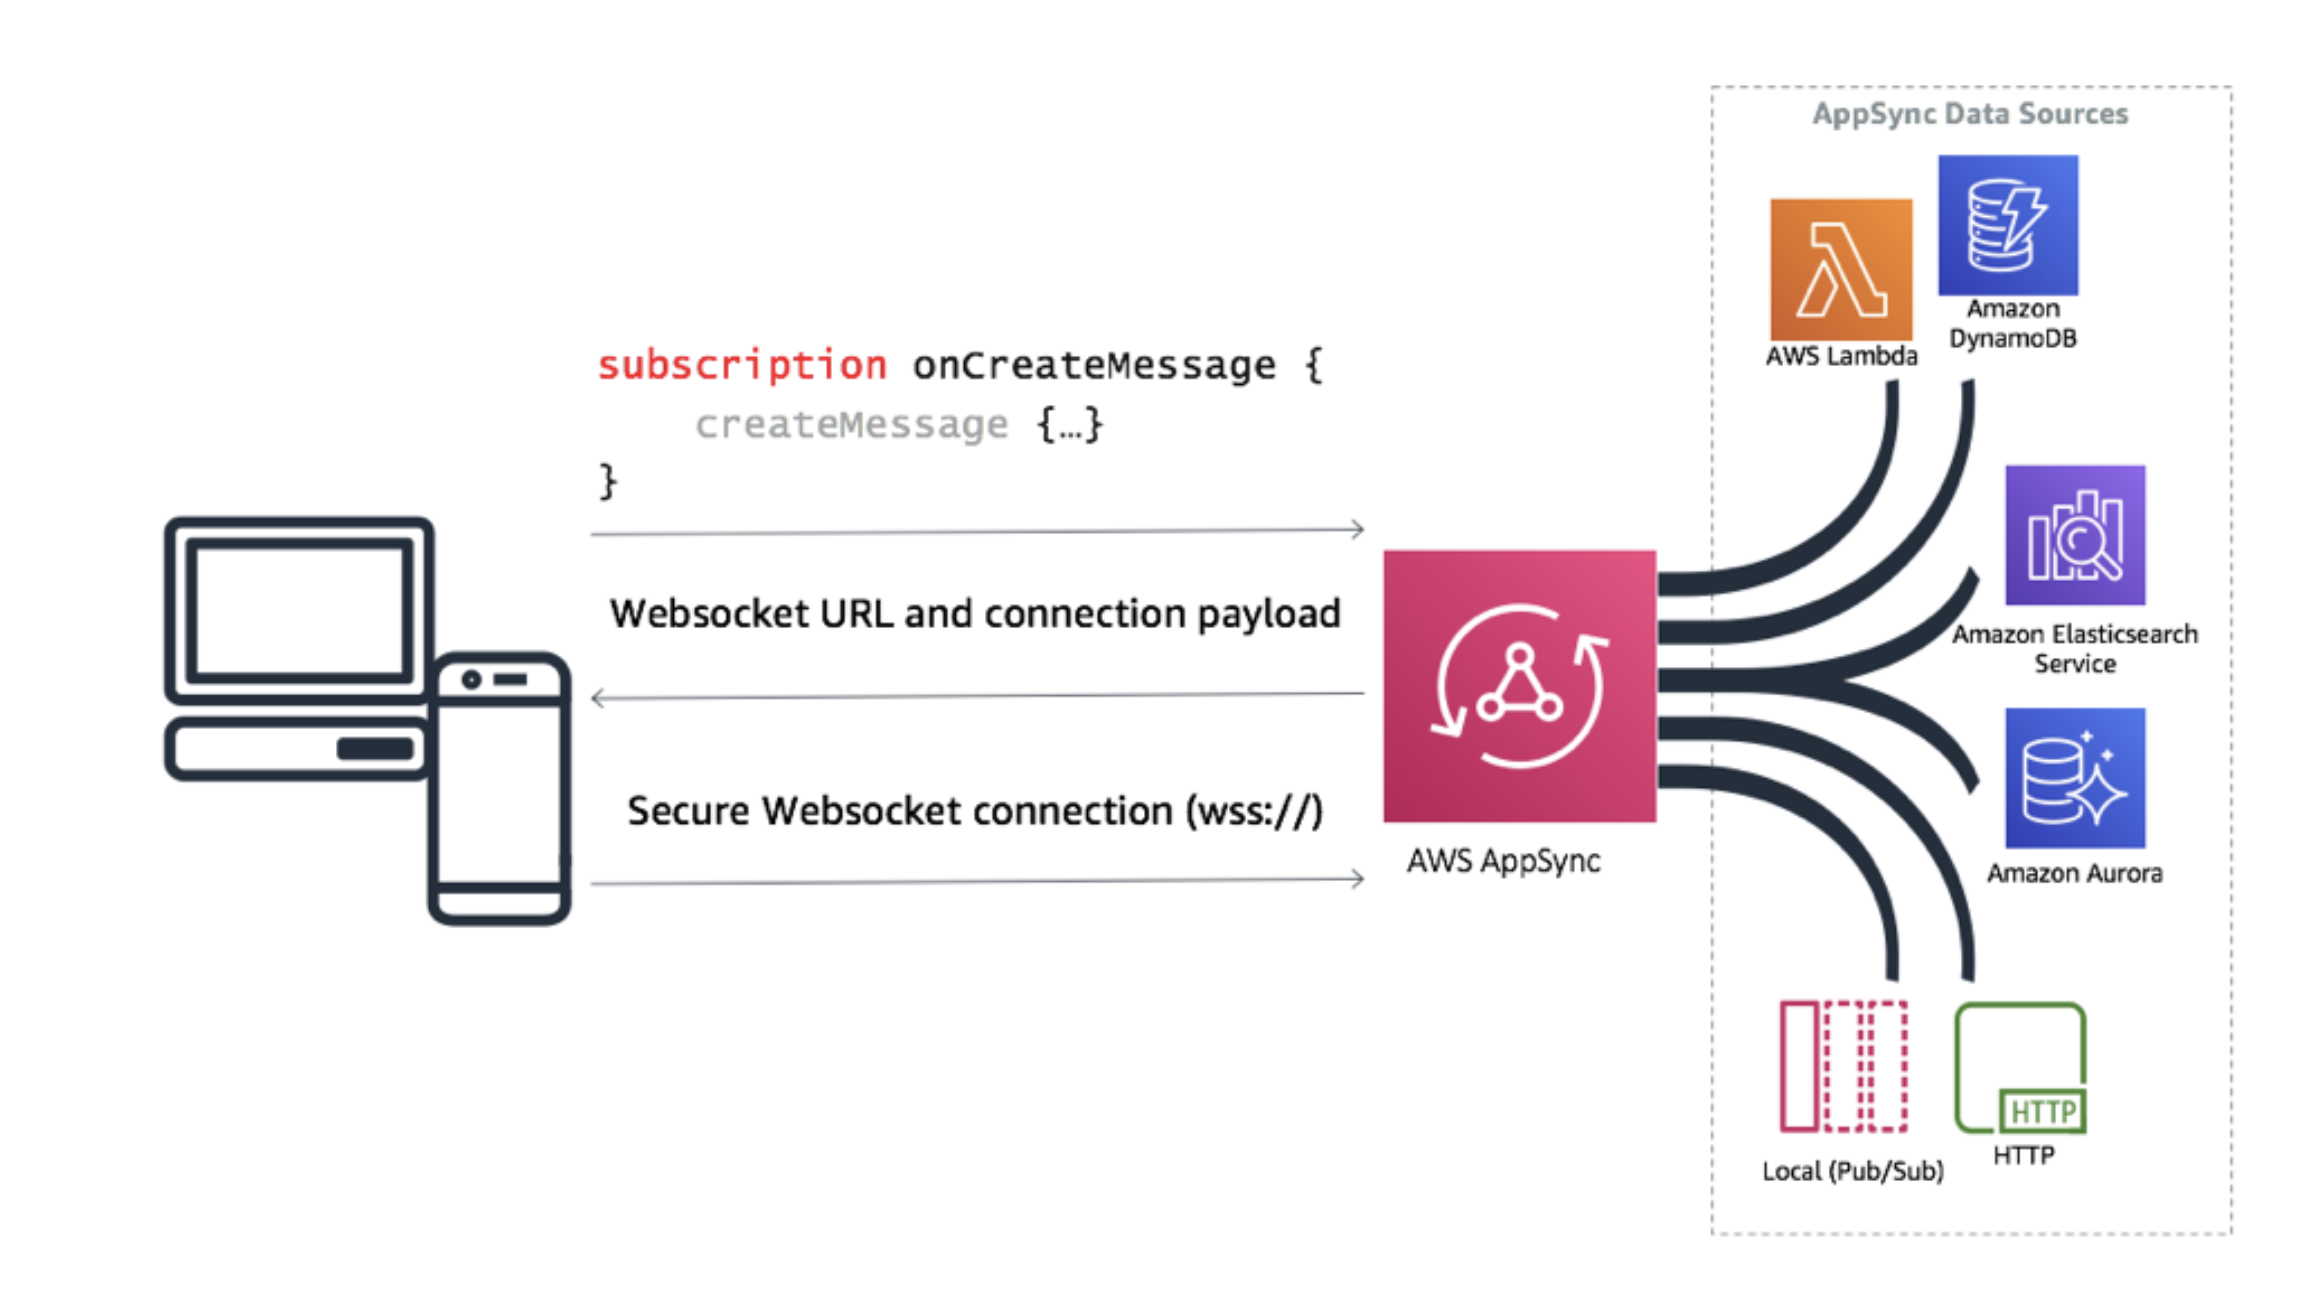 AppSync Data Sources
AWS Lambda
Amazon
DynamoDB
subscription onCreateMessage {
createMessage {…}
}
Websocket URL and connection payload
Secure Websocket connection (wss://)
AWS AppSync
Amazon Elasticsearch
Service
Amazon Aurora
Local (Pub/Sub)
HTTP
HTTP